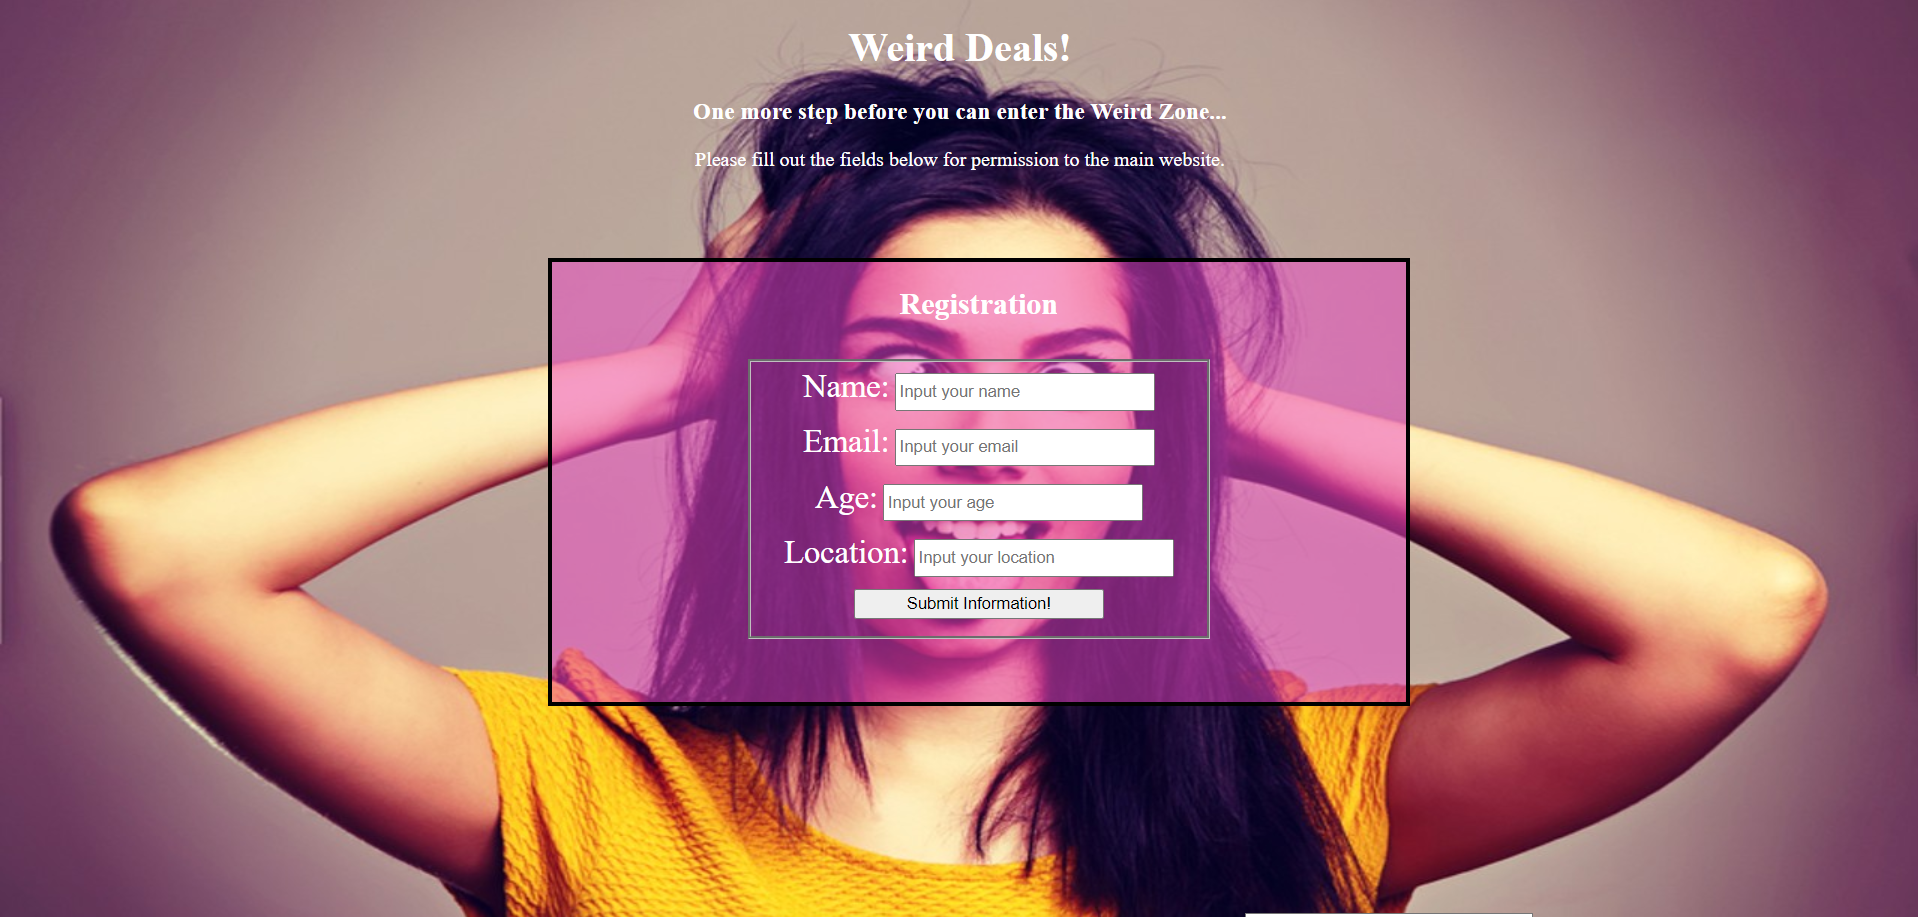 Weird Deals!
One more step before you can enter the Weird Zone...
Please fill out the fields below for permission to the main website.
Registration
Name: Input your name
Email: Input your email
Age: Input your age
Location: Input your location
Submit Information!